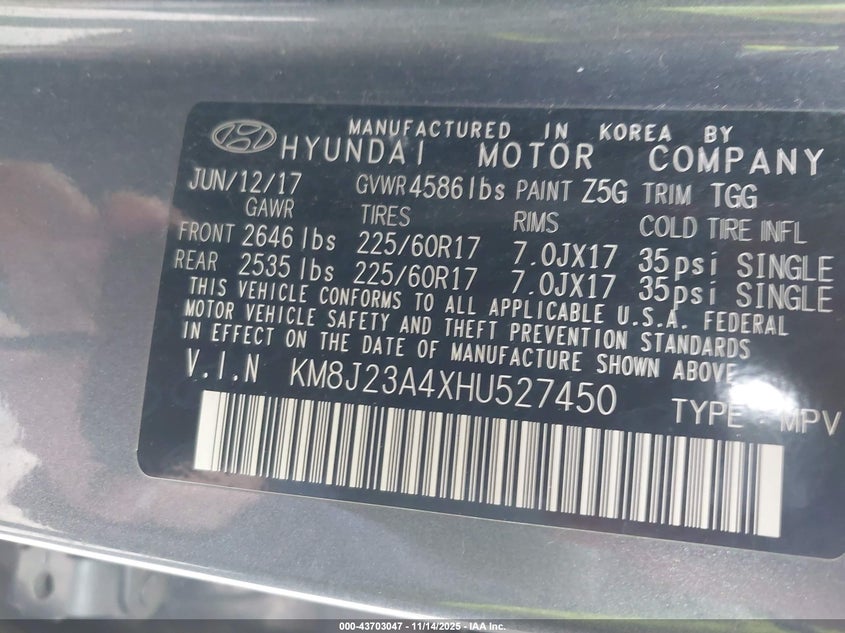 MANUFACTURED IN KOREA BY
HYUNDAI MOTOR COMPANY
JUN/12/17 GVWR 4586 lbs PAINT Z5G TRIM TGG
GAWR TIRES RIMS COLD TIRE INFL
FRONT 2646 lbs 225/60R17 7.0JX17 35psi SINGLE
REAR 2535 lbs 225/60R17 7.0JX17 35psi SINGLE
THIS VEHICLE CONFORMS TO ALL APPLICABLE U.S.A. FEDERAL
MOTOR VEHICLE SAFETY AND THEFT PREVENTION STANDARDS
IN EFFECT ON THE DATE OF MANUFACTURE SHOWN ABOVE
V.I.N KM8J23A4XHU527450 TYPE : MPV
000-43703047 - 11/14/2025 - IAA Inc.